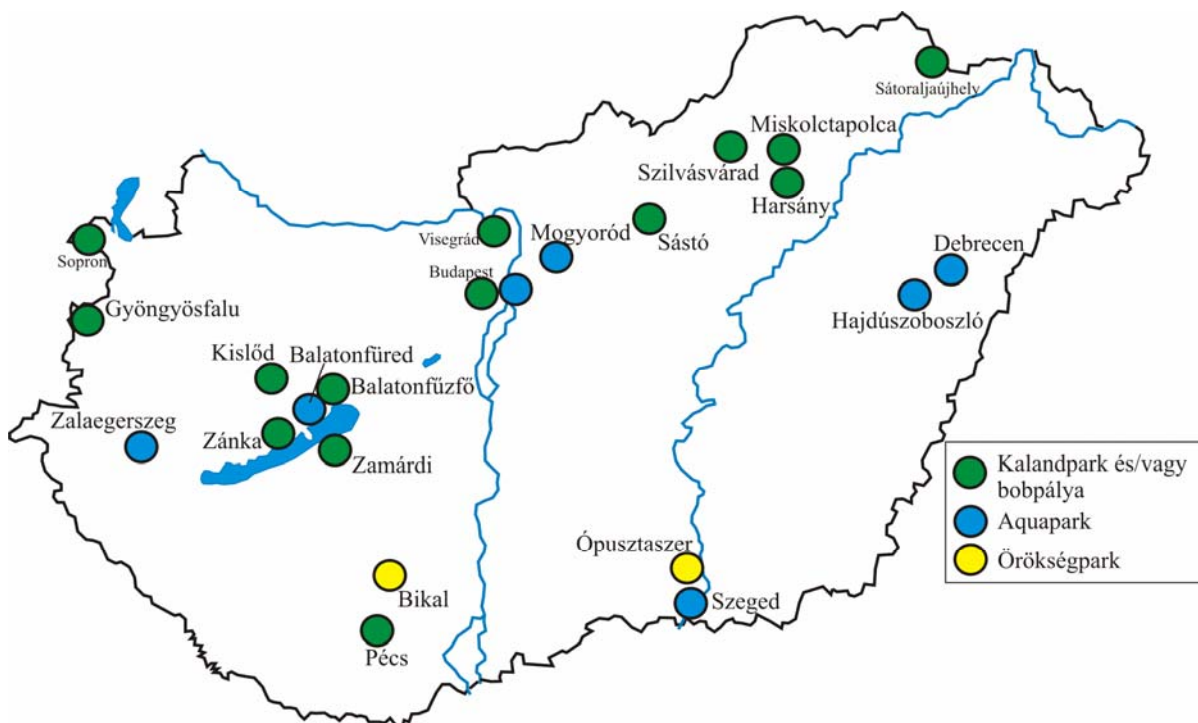 Sátoraljaújhely
Miskolctapolca
Szilvásvárad
Harsány
Visegrád
Mogyoród
Sástó
Sopron
Budapest
Debrecen
Hajdúszoboszló
Gyöngyösfalu
Kislőd
Balatonfüred
Balatonfűzfő
Zalaegerszeg
Zánka
Zamárdi
Kalandpark és/vagy
bobpálya
Aquapark
Örökségpark
Ópusztaszer
Bikal
Szeged
Pécs